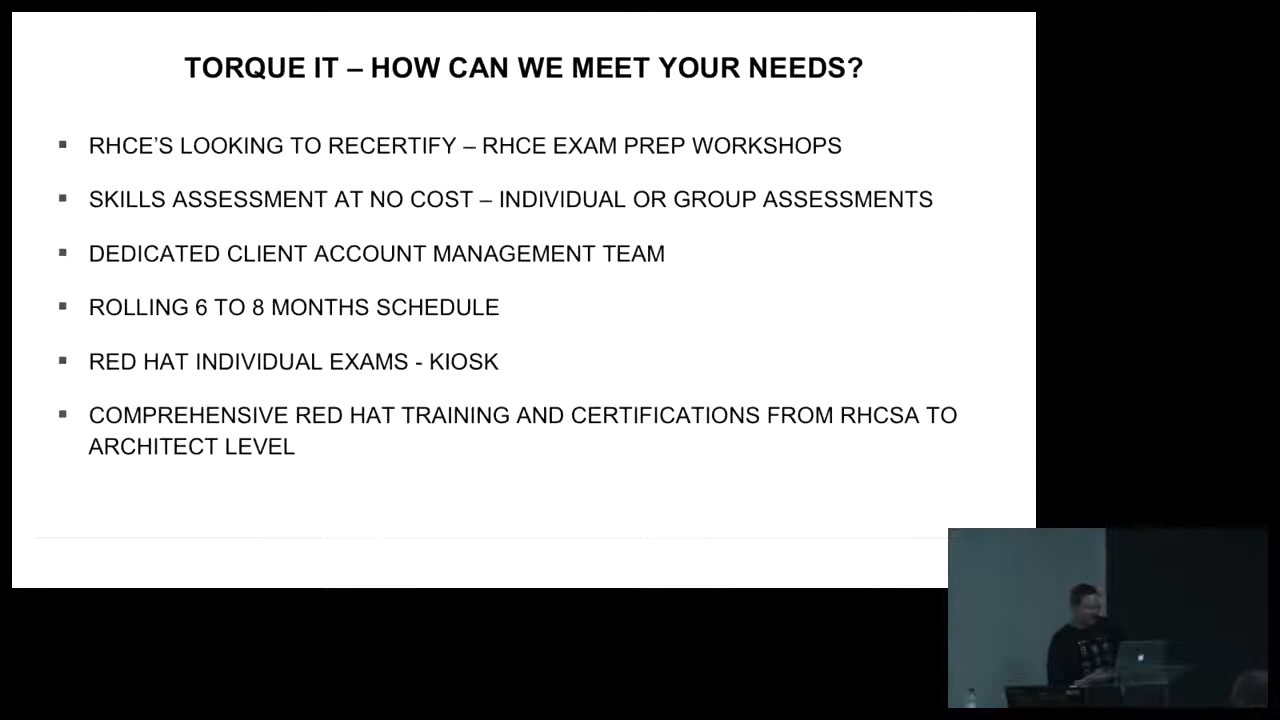 TORQUE IT – HOW CAN WE MEET YOUR NEEDS?
▪ RHCE’S LOOKING TO RECERTIFY – RHCE EXAM PREP WORKSHOPS
▪ SKILLS ASSESSMENT AT NO COST – INDIVIDUAL OR GROUP ASSESSMENTS
▪ DEDICATED CLIENT ACCOUNT MANAGEMENT TEAM
▪ ROLLING 6 TO 8 MONTHS SCHEDULE
▪ RED HAT INDIVIDUAL EXAMS - KIOSK
▪ COMPREHENSIVE RED HAT TRAINING AND CERTIFICATIONS FROM RHCSA TO
ARCHITECT LEVEL